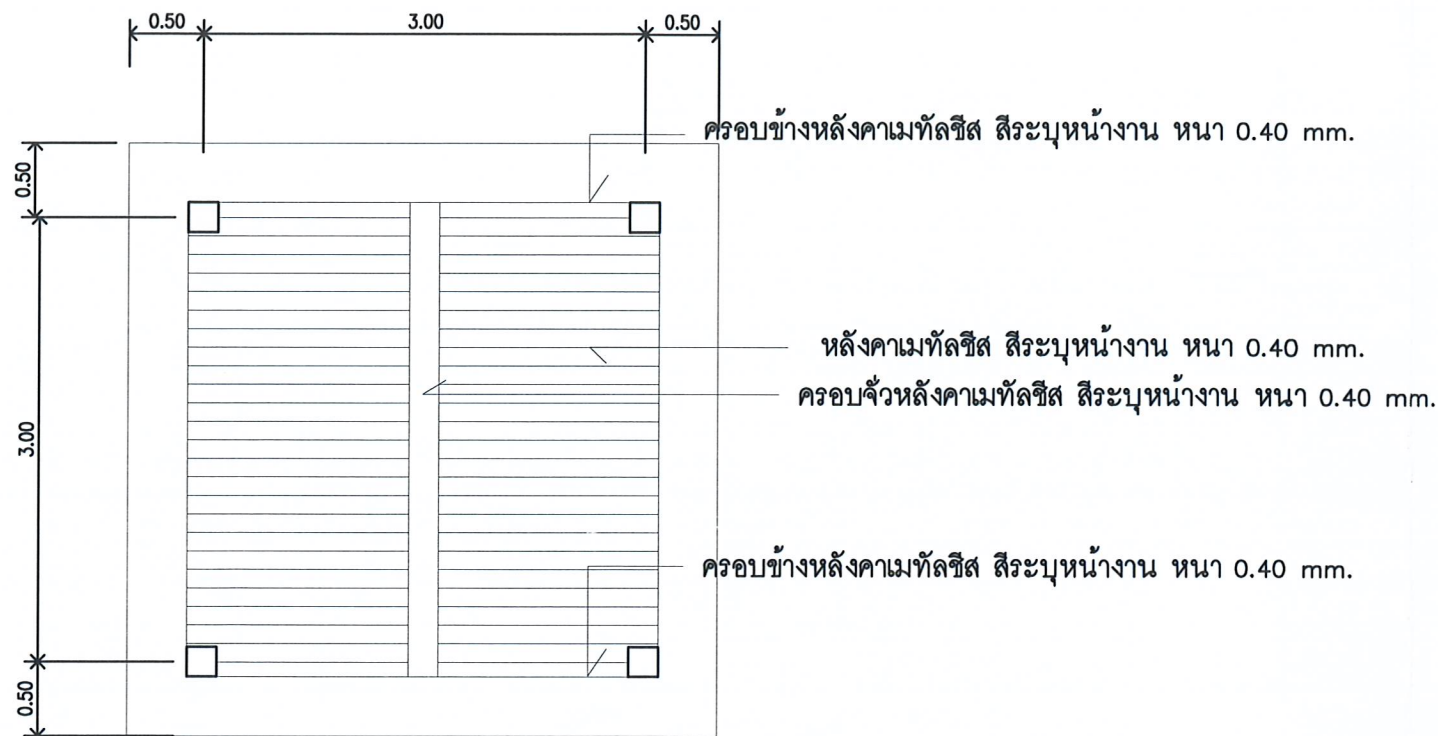 0.50 3.00 0.50
ครอบข้างหลังคาเมทัลชีส สีระบุหน้างาน หนา 0.40 mm.
0.50
หลังคาเมทัลชีส สีระบุหน้างาน หนา 0.40 mm.
ครอบจั่วหลังคาเมทัลชีส สีระบุหน้างาน หนา 0.40 mm.
3.00
ครอบข้างหลังคาเมทัลชีส สีระบุหน้างาน หนา 0.40 mm.
0.50